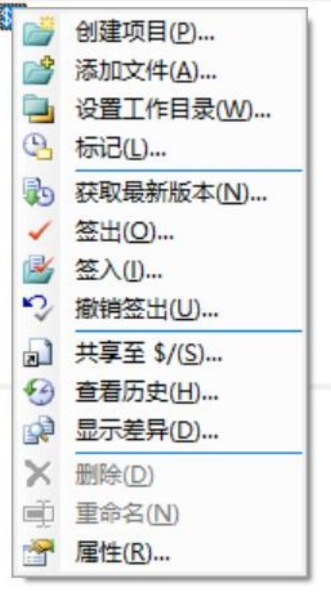 $
创建项目(P)...
添加文件(A)...
设置工作目录(W)...
标记(L)...
获取最新版本(N)...
签出(O)...
签入(I)...
撤销签出(U)...
共享至 $/(S)...
查看历史(H)...
显示差异(D)...
删除(D)
重命名(N)
属性(R)...